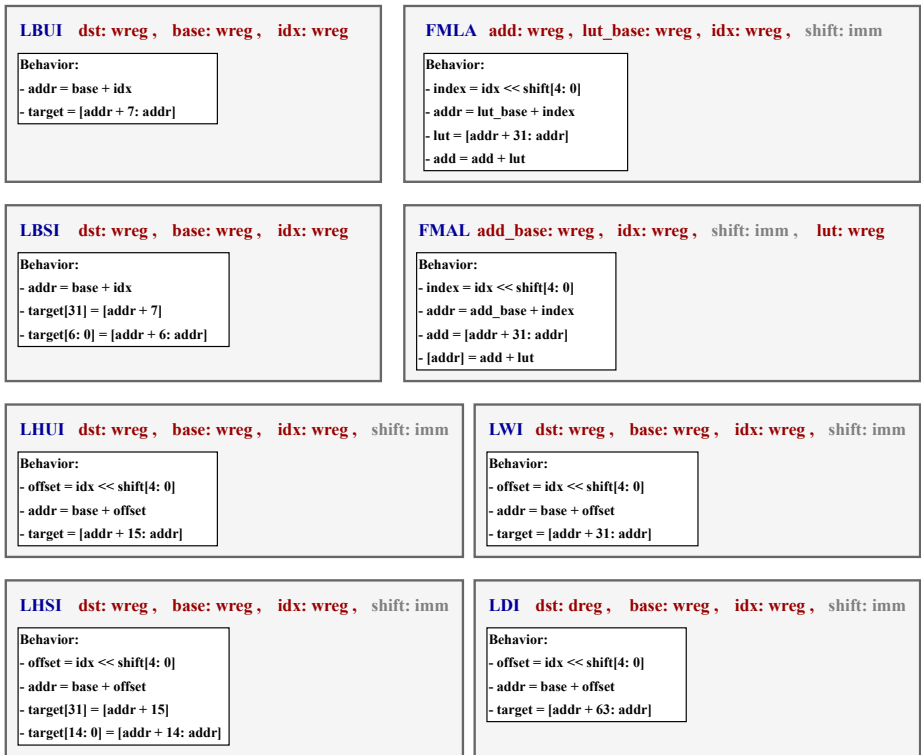 LBUI dst: wreg , base: wreg , idx: wreg
Behavior:
- addr = base + idx
- target = [addr + 7: addr]
FMLA add: wreg , lut_base: wreg , idx: wreg , shift: imm
Behavior:
- index = idx << shift[4: 0]
- addr = lut_base + index
- lut = [addr + 31: addr]
- add = add + lut
LBSI dst: wreg , base: wreg , idx: wreg
Behavior:
- addr = base + idx
- target[31] = [addr + 7]
- target[6: 0] = [addr + 6: addr]
FMAL add_base: wreg , idx: wreg , shift: imm , lut: wreg
Behavior:
- index = idx << shift[4: 0]
- addr = add_base + index
- add = [addr + 31: addr]
- [addr] = add + lut
LHUI dst: wreg , base: wreg , idx: wreg , shift: imm
Behavior:
- offset = idx << shift[4: 0]
- addr = base + offset
- target = [addr + 15: addr]
LWI dst: wreg , base: wreg , idx: wreg , shift: imm
Behavior:
- offset = idx << shift[4: 0]
- addr = base + offset
- target = [addr + 31: addr]
LHSI dst: wreg , base: wreg , idx: wreg , shift: imm
Behavior:
- offset = idx << shift[4: 0]
- addr = base + offset
- target[31] = [addr + 15]
- target[14: 0] = [addr + 14: addr]
LDI dst: dreg , base: wreg , idx: wreg , shift: imm
Behavior:
- offset = idx << shift[4: 0]
- addr = base + offset
- target = [addr + 63: addr]